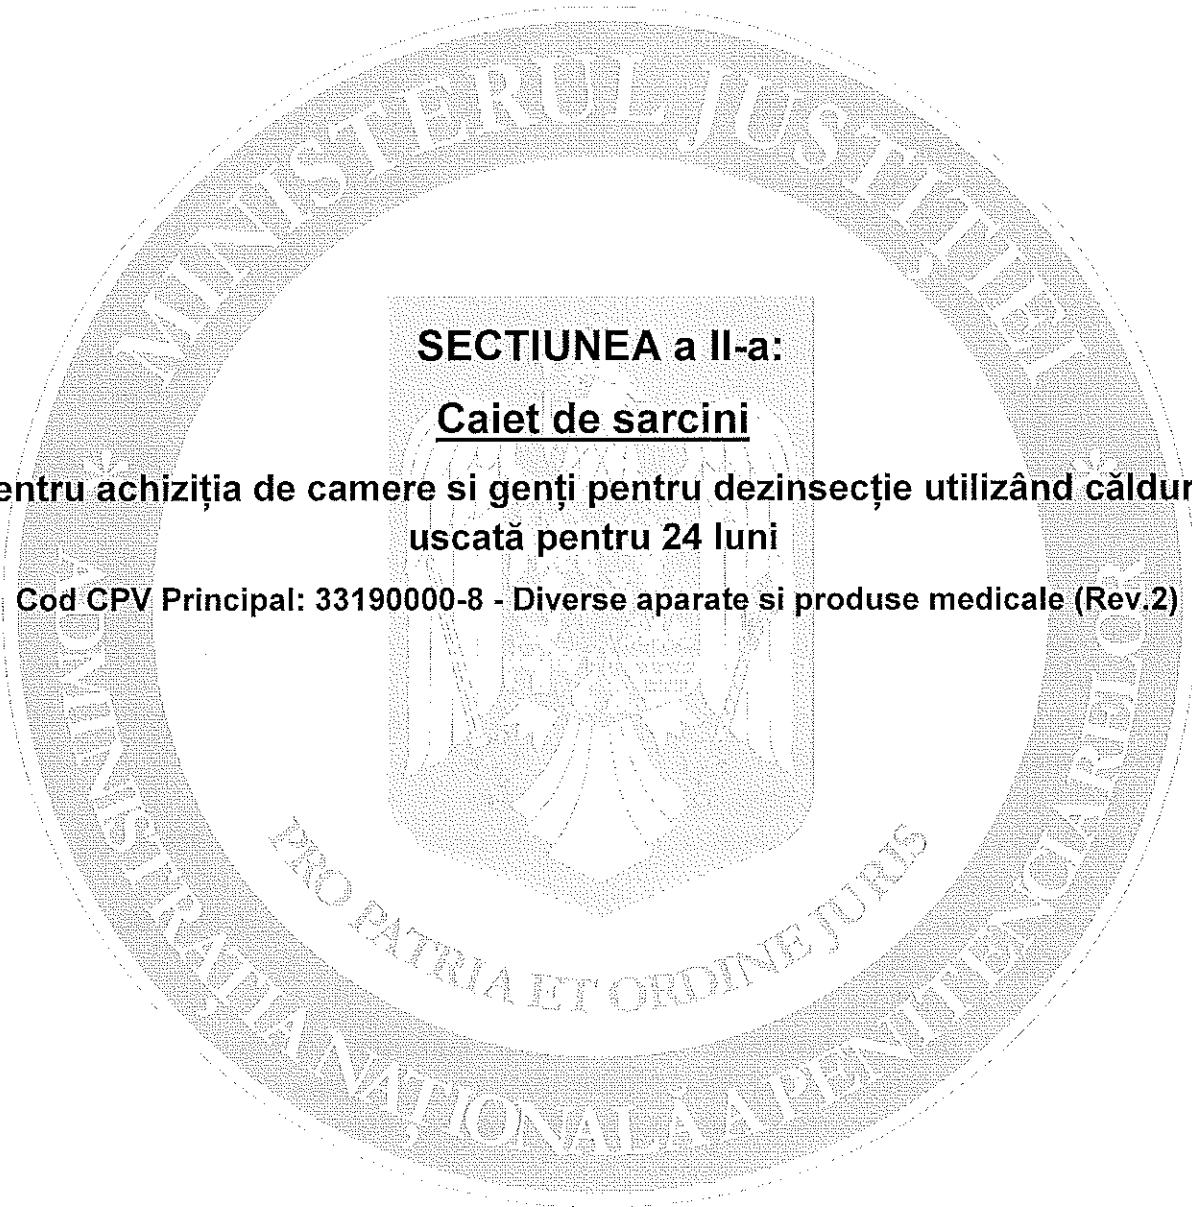 MINISTERUL JUSTIȚIEI
SECTIUNEA a II-a:
Caiet de sarcini
entru achiziția de camere si genți pentru dezinsecție utilizând căldur
uscată pentru 24 luni
Cod CPV Principal: 33190000-8 - Diverse aparate si produse medicale (Rev.2)
PRO PATRIA ET ORDINE JURIS
* ADMINISTRAȚIA NAȚIONALĂ A PENITENCIARELOR *